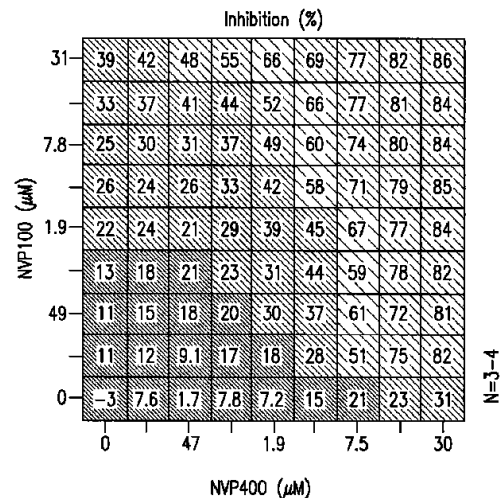 Inhibition (%)
31 39 42 48 55 66 69 77 82 86
33 37 41 44 52 66 77 81 84
7.8 25 30 31 37 49 60 74 80 84
26 24 26 33 42 58 71 79 85
1.9 22 24 21 29 39 45 67 77 84
13 18 21 23 31 44 59 78 82
49 11 15 18 20 30 37 61 72 81
11 12 9.1 17 18 28 51 75 82
0 -3 7.6 1.7 7.8 7.2 15 21 23 31
0 47 1.9 7.5 30
NVP400 (μM)
NVP100 (μM)
N=3-4